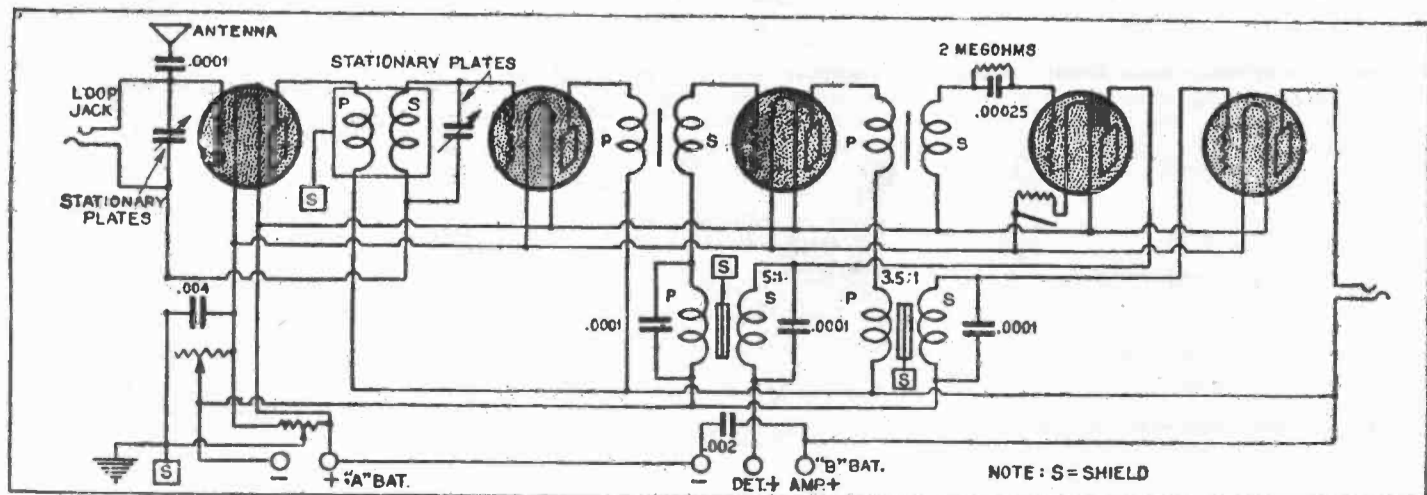 ANTENNA
.0001
LOOP
JACK
STATIONARY
PLATES
STATIONARY PLATES
P S
S
P S
P S
2 MEGOHMS
.00025
.004
.0001
P
S
5:1.
S
.0001
3.5:1
P
S
S
.0001
S
-
+ "A" BAT.
.002
-
DET.+
AMP.+
"B" BAT.
NOTE: S = SHIELD